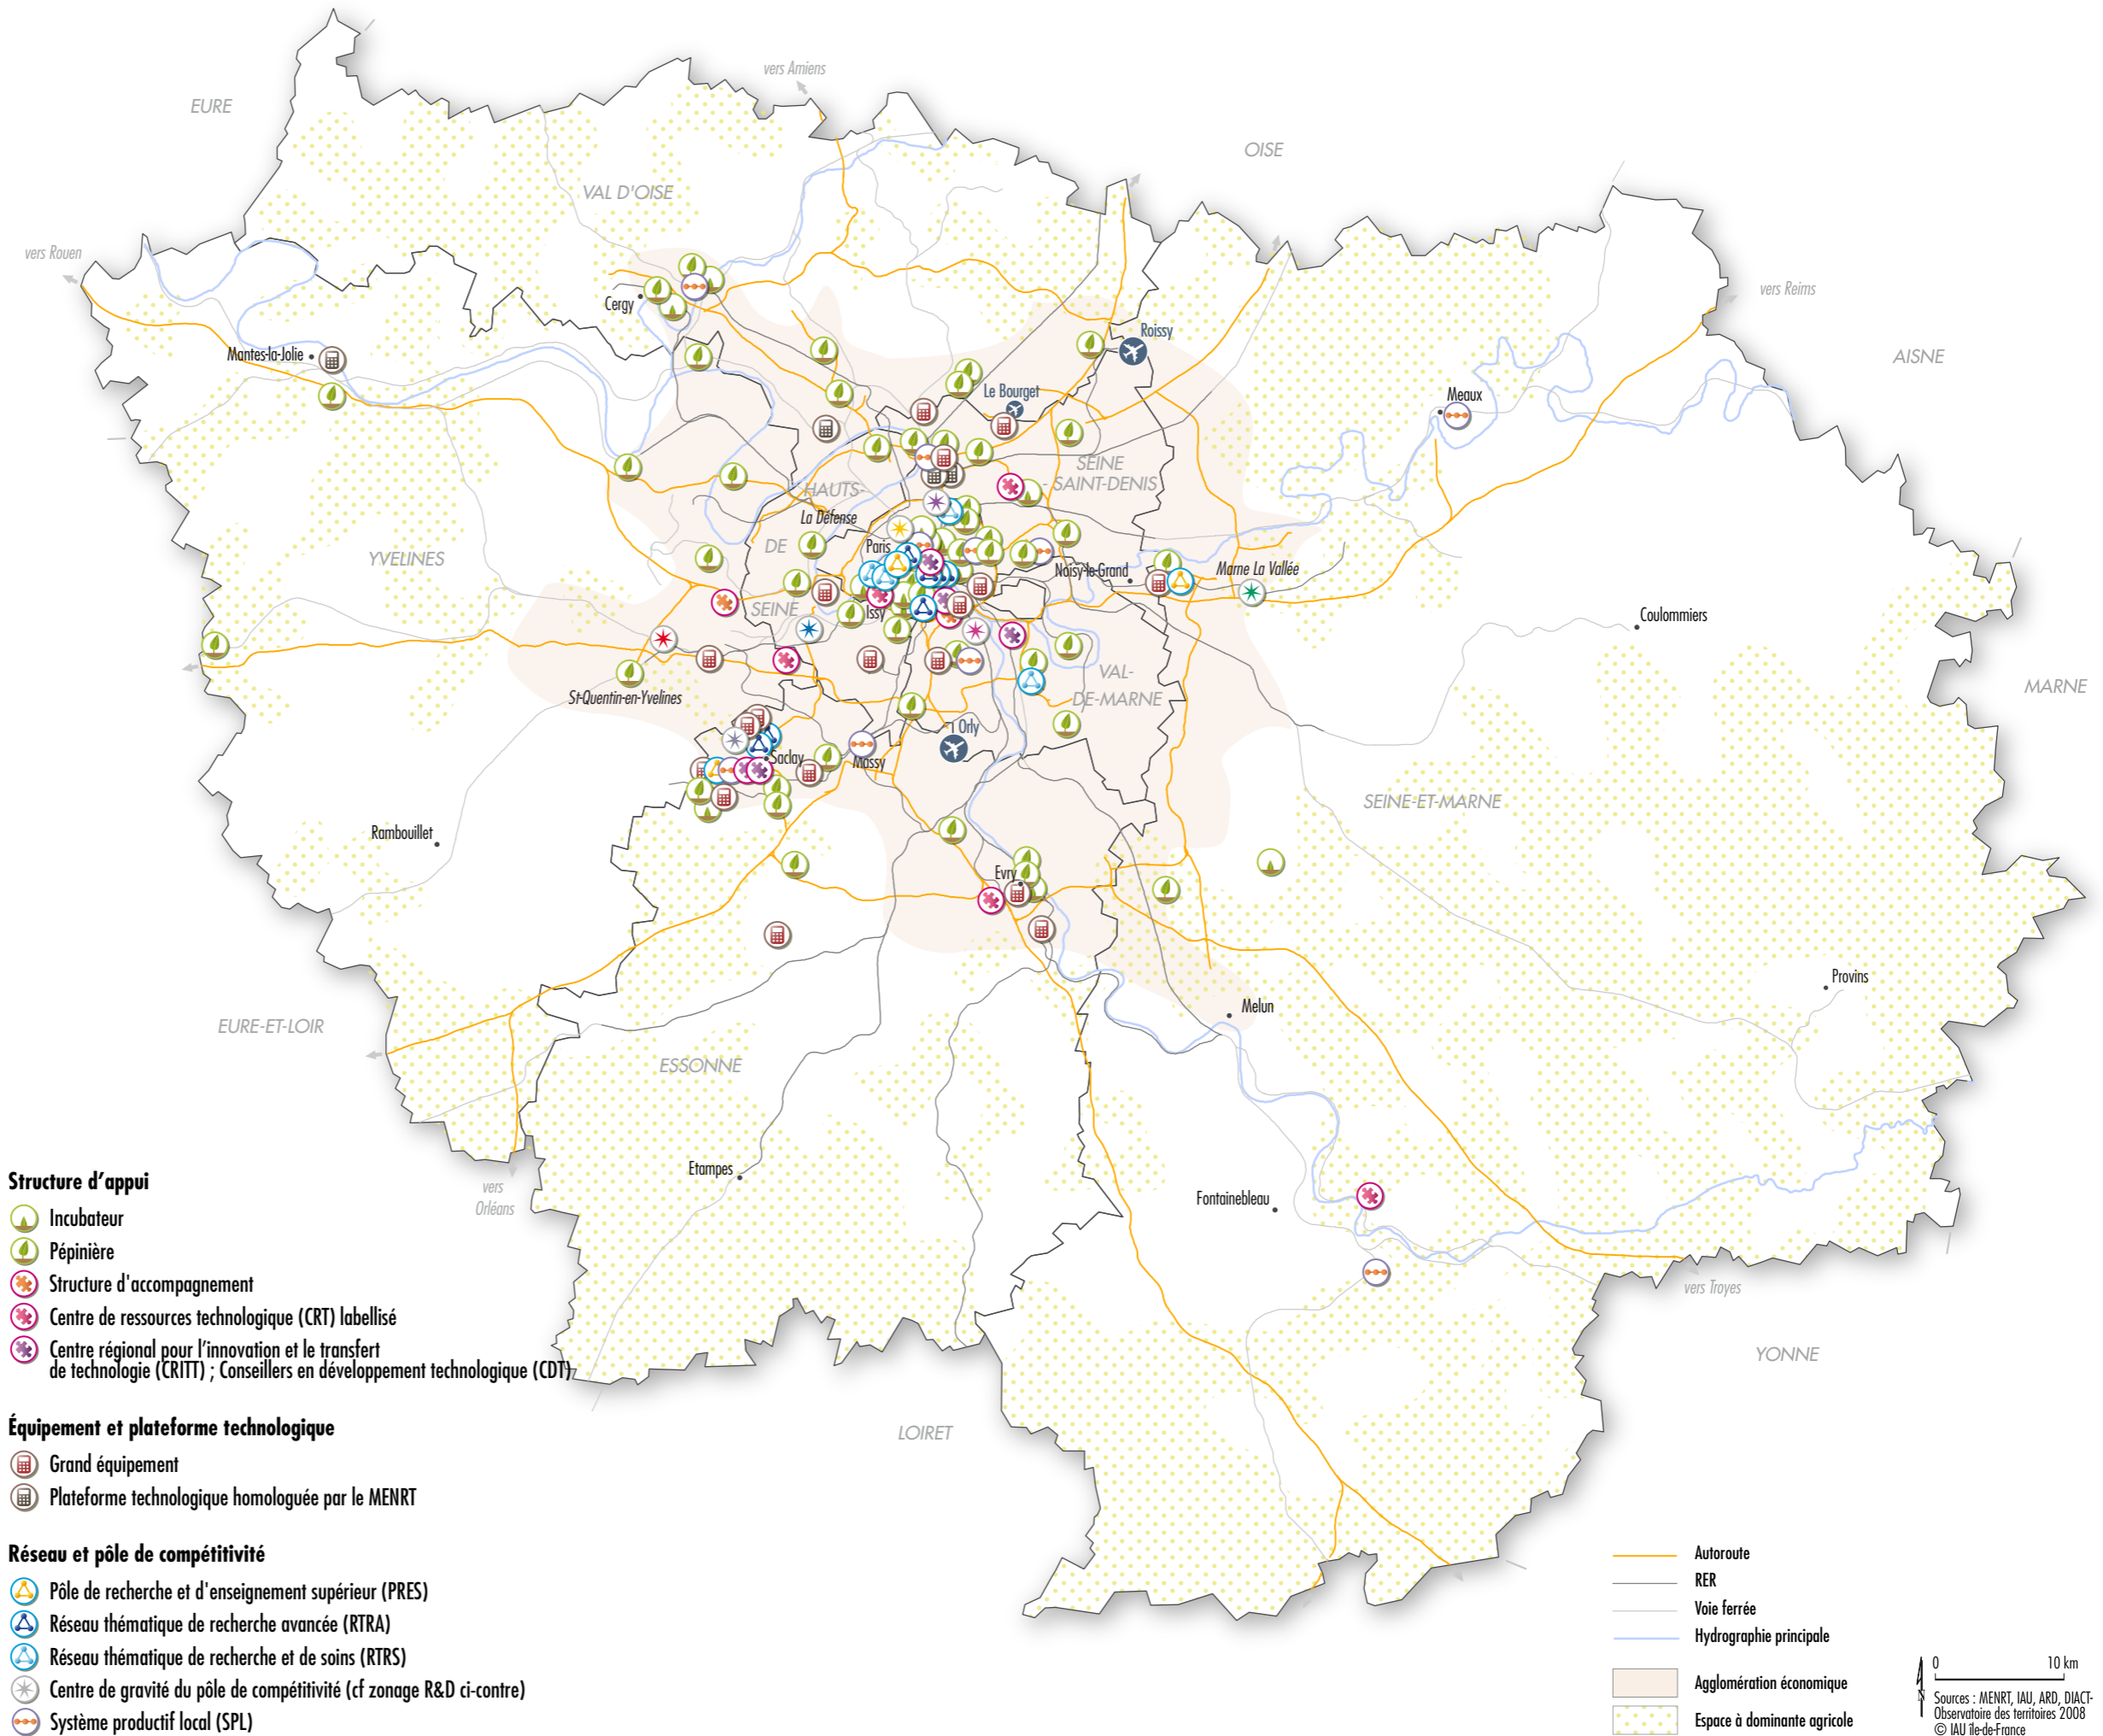 vers Amiens
EURE
OISE
VAL D'OISE
vers Rouen
vers Reims
Cergy
Roissy
Mantes-la-Jolie
AISNE
Le Bourget
Meaux
SEINE
- SAINT-DENIS
HAUTS-
La Défense
DE
Paris
YVELINES
Noisy-le-Grand
Marne La Vallée
SEINE
Issy
Coulommiers
VAL-
DE-MARNE
MARNE
St-Quentin-en-Yvelines
Orly
Saclay
Massy
SEINE-ET-MARNE
Rambouillet
Evry
Provins
Melun
EURE-ET-LOIR
ESSONNE
Etampes
vers
Orléans
Fontainebleau
vers Troyes
YONNE
LOIRET
Structure d'appui
Incubateur
Pépinière
Structure d'accompagnement
Centre de ressources technologique (CRT) labellisé
Centre régional pour l'innovation et le transfert
de technologie (CRITT) ; Conseillers en développement technologique (CDT)
Équipement et plateforme technologique
Grand équipement
Plateforme technologique homologuée par le MENRT
Réseau et pôle de compétitivité
Pôle de recherche et d'enseignement supérieur (PRES)
Réseau thématique de recherche avancée (RTRA)
Réseau thématique de recherche et de soins (RTRS)
Centre de gravité du pôle de compétitivité (cf zonage R&D ci-contre)
Système productif local (SPL)
Autoroute
RER
Voie ferrée
Hydrographie principale
Agglomération économique
Espace à dominante agricole
0 10 km
N
Sources : MENRT, IAU, ARD, DIACT-
Observatoire des territoires 2008
© IAU île-de-France